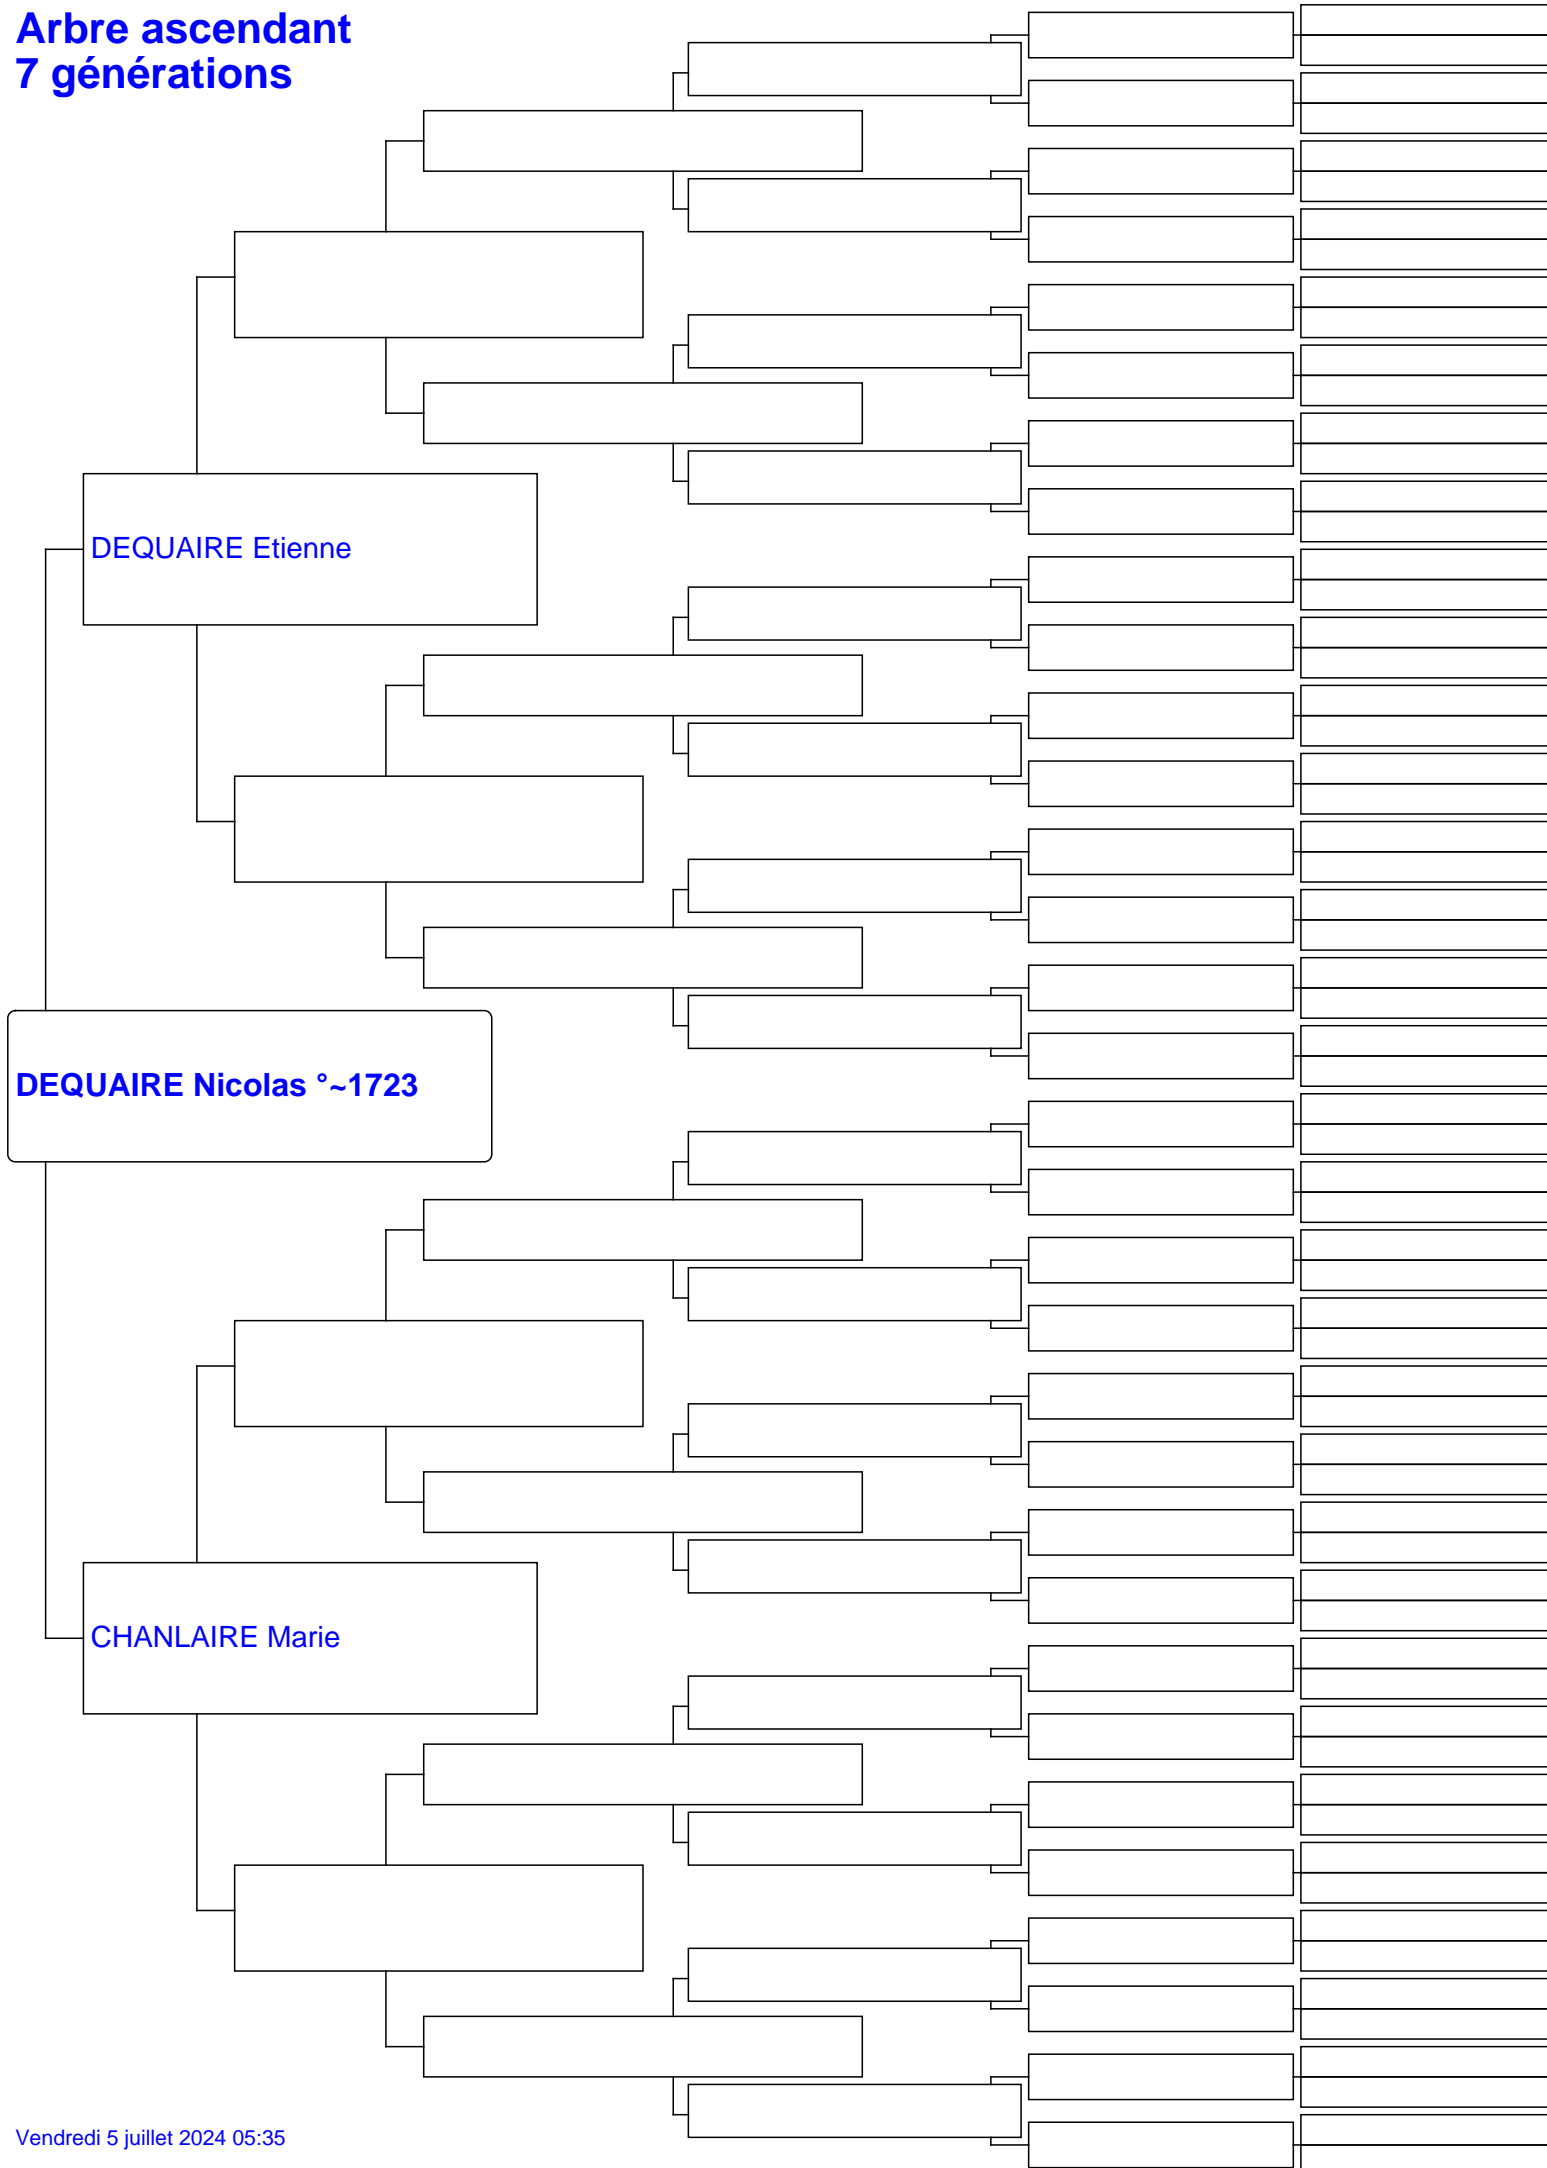 Arbre ascendant
7 générations
DEQUAIRE Etienne
DEQUAIRE Nicolas °~1723
CHANLAIRE Marie
Vendredi 5 juillet 2024 05:35